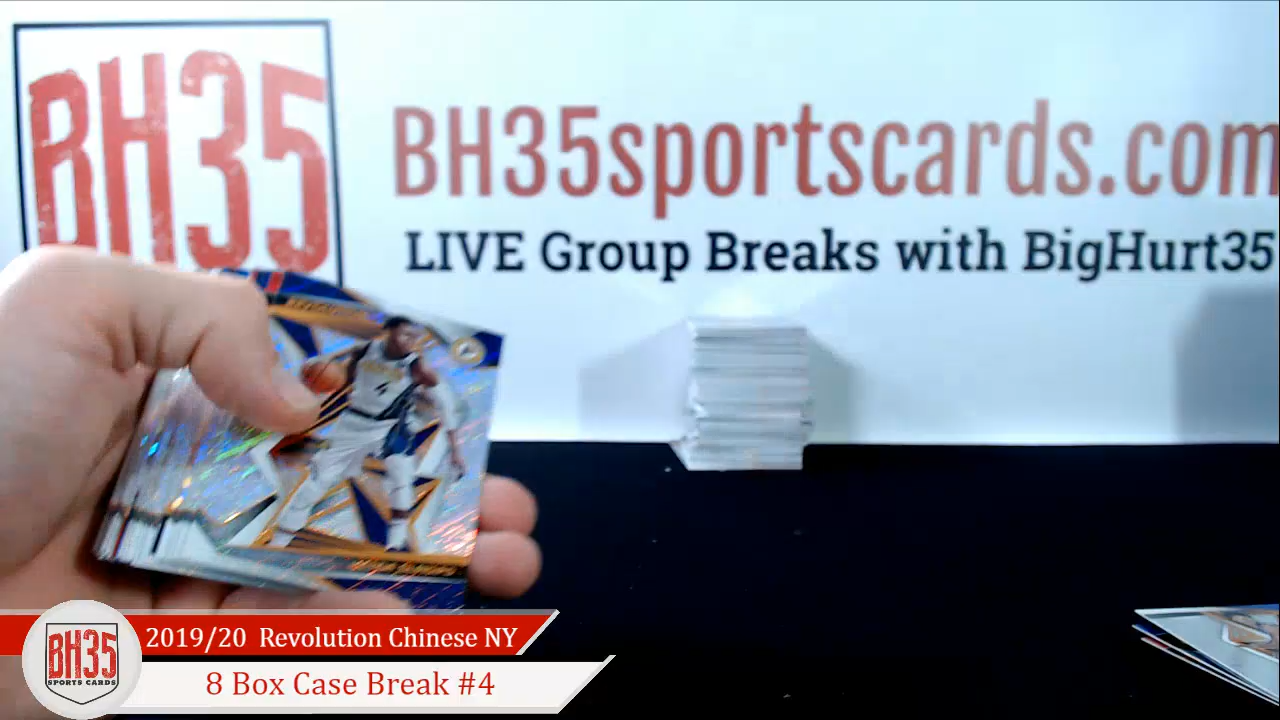 BH35
BH35sportscards.com
LIVE Group Breaks with BigHurt35
BH35
SPORTS CARDS
2019/20 Revolution Chinese NY
8 Box Case Break #4